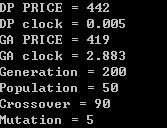 DP PRICE = 442
DP clock = 0.005
GA PRICE = 419
GA clock = 2.883
Generation = 200
Population = 50
Crossover = 90
Mutation = 5